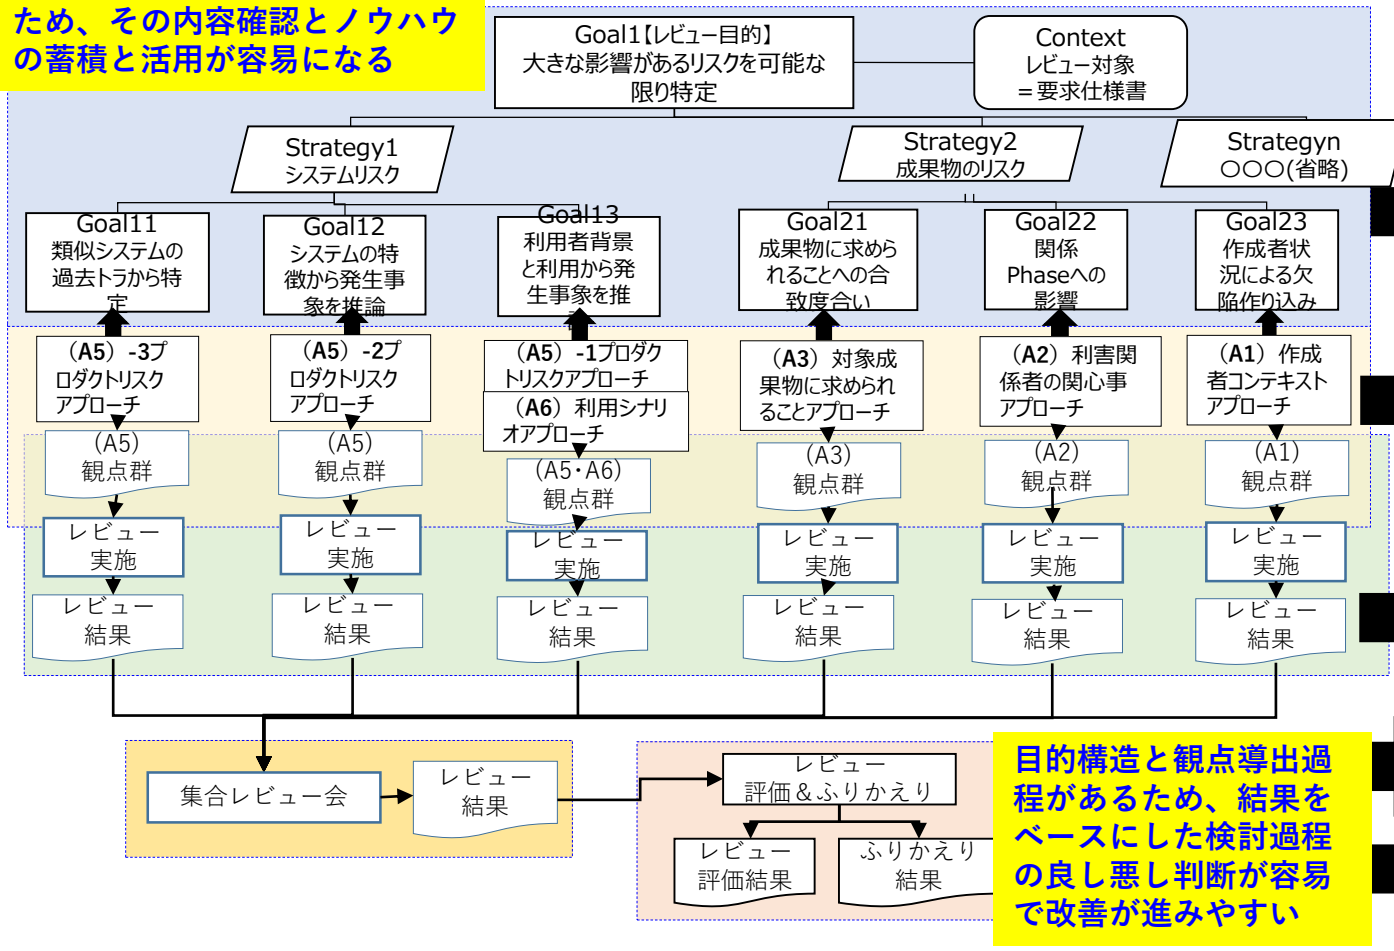 ため、その内容確認とノウハウ
の蓄積と活用が容易になる
Goal1【レビュー目的】
大きな影響があるリスクを可能な
限り特定
Context
レビュー対象
＝要求仕様書
Strategy1
システムリスク
Strategy2
成果物のリスク
Strategyn
〇〇〇(省略)
Goal11
類似システムの
過去トラから特
定
Goal12
システムの特
徴から発生事
象を推論
Goal13
利用者背景
と利用から発
生事象を推
Goal21
成果物に求めら
れることへの合
致度合い
Goal22
関係
Phaseへの
影響
Goal23
作成者状
況による欠
陥作り込み
（A5）-3プ
ロダクトリスク
アプローチ
（A5）-2プ
ロダクトリスク
アプローチ
（A5）-1プロダク
トリスクアプローチ
（A6）利用シナリ
オアプローチ
（A3）対象成
果物に求められ
ることアプローチ
（A2）利害関
係者の関心事
アプローチ
（A1）作成
者コンテキスト
アプローチ
(A5)
観点群
(A5)
観点群
(A5・A6)
観点群
(A3)
観点群
(A2)
観点群
(A1)
観点群
レビュー
実施
レビュー
実施
レビュー
実施
レビュー
実施
レビュー
実施
レビュー
実施
レビュー
結果
レビュー
結果
レビュー
結果
レビュー
結果
レビュー
結果
レビュー
結果
集合レビュー会
レビュー
結果
レビュー
評価＆ふりかえり
レビュー
評価結果
ふりかえり
結果
目的構造と観点導出過
程があるため、結果を
ベースにした検討過程
の良し悪し判断が容易
で改善が進みやすい